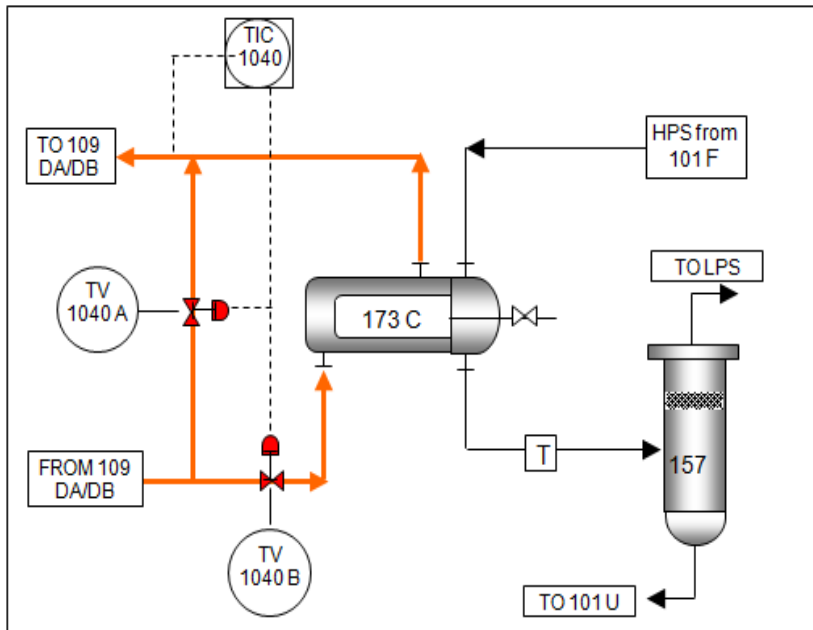 TIC
1040
TO 109
DA/DB
HPS from
101 F
TO LPS
TV
1040 A
173 C
FROM 109
DA/DB
T
157
TV
1040 B
TO 101 U